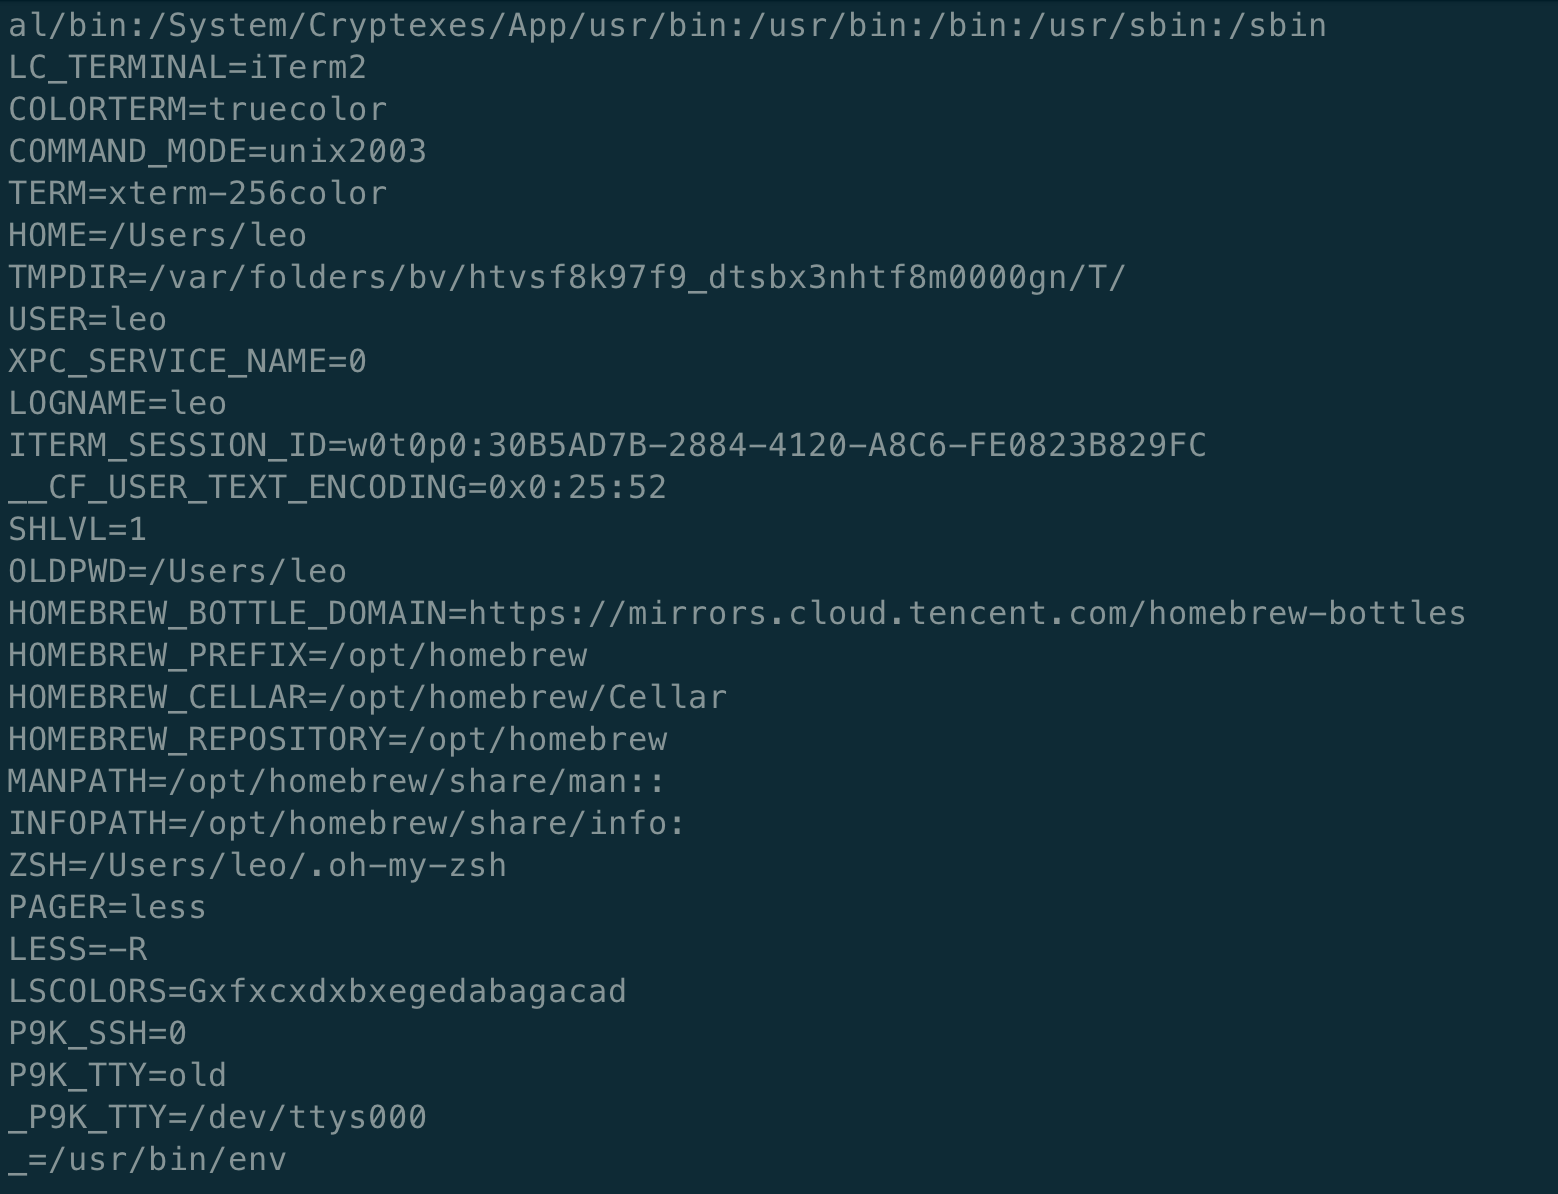 al/bin:/System/Cryptexes/App/usr/bin:/usr/bin:/bin:/usr/sbin:/sbin
LC_TERMINAL=iTerm2
COLORTERM=truecolor
COMMAND_MODE=unix2003
TERM=xterm-256color
HOME=/Users/leo
TMPDIR=/var/folders/bv/htvsf8k97f9_dtsbx3nhtf8m0000gn/T/
USER=leo
XPC_SERVICE_NAME=0
LOGNAME=leo
ITERM_SESSION_ID=w0t0p0:30B5AD7B-2884-4120-A8C6-FE0823B829FC
__CF_USER_TEXT_ENCODING=0x0:25:52
SHLVL=1
OLDPWD=/Users/leo
HOMEBREW_BOTTLE_DOMAIN=https://mirrors.cloud.tencent.com/homebrew-bottles
HOMEBREW_PREFIX=/opt/homebrew
HOMEBREW_CELLAR=/opt/homebrew/Cellar
HOMEBREW_REPOSITORY=/opt/homebrew
MANPATH=/opt/homebrew/share/man::
INFOPATH=/opt/homebrew/share/info:
ZSH=/Users/leo/.oh-my-zsh
PAGER=less
LESS=-R
LSCOLORS=Gxfxcxdxbxegedabagacad
P9K_SSH=0
P9K_TTY=old
_P9K_TTY=/dev/ttys000
_=/usr/bin/env